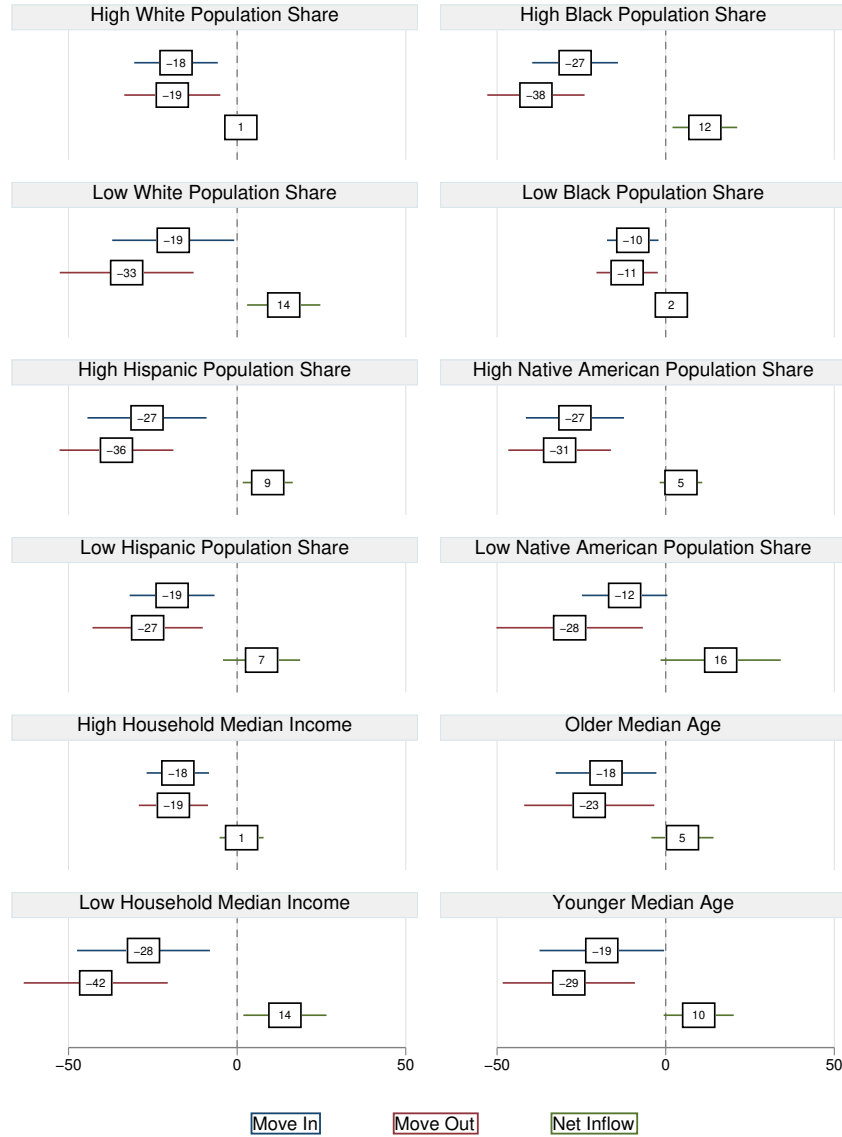 High White Population Share
−18
−19
1
High Black Population Share
−27
−38
12
Low White Population Share
−19
−33
14
Low Black Population Share
−10
−11
2
High Hispanic Population Share
−27
−36
9
High Native American Population Share
−27
−31
5
Low Hispanic Population Share
−19
−27
7
Low Native American Population Share
−12
−28
16
High Household Median Income
−18
−19
1
Older Median Age
−18
−23
5
Low Household Median Income
−28
−42
14
−50 0 50
Younger Median Age
−19
−29
10
−50 0 50
Move In Move Out Net Inflow